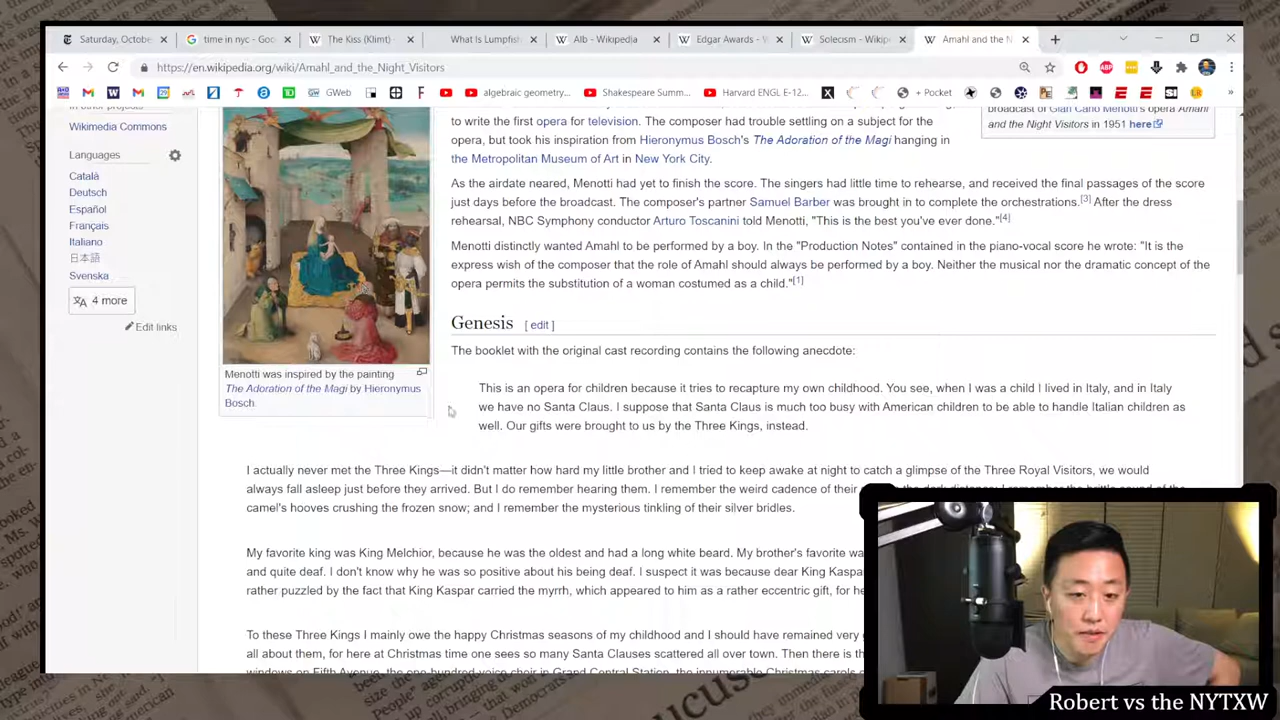 Saturday, Octobe
time in nyc - Goo
The Kiss (Klimt) -
What Is Lumpfish
Alb - Wikipedia
Edgar Awards - W
Solecism - Wikipe
Amahl and the N
https://en.wikipedia.org/wiki/Amahl_and_the_Night_Visitors
GWeb
algebraic geometry...
Shakespeare Summ...
Harvard ENGL E-12...
+ Pocket
In other projects
Wikimedia Commons
Languages
Català
Deutsch
Español
Français
Italiano
日本語
Svenska
4 more
Edit links
Menotti was inspired by the painting
The Adoration of the Magi by Hieronymus
Bosch.
broadcast of Gian Carlo Menotti's opera Amahl
and the Night Visitors in 1951 here
to write the first opera for television. The composer had trouble settling on a subject for the
opera, but took his inspiration from Hieronymus Bosch's The Adoration of the Magi hanging in
the Metropolitan Museum of Art in New York City.
As the airdate neared, Menotti had yet to finish the score. The singers had little time to rehearse, and received the final passages of the score
just days before the broadcast. The composer's partner Samuel Barber was brought in to complete the orchestrations.[3] After the dress
rehearsal, NBC Symphony conductor Arturo Toscanini told Menotti, "This is the best you've ever done."[4]
Menotti distinctly wanted Amahl to be performed by a boy. In the "Production Notes" contained in the piano-vocal score he wrote: "It is the
express wish of the composer that the role of Amahl should always be performed by a boy. Neither the musical nor the dramatic concept of the
opera permits the substitution of a woman costumed as a child."[1]
Genesis [ edit ]
The booklet with the original cast recording contains the following anecdote:
This is an opera for children because it tries to recapture my own childhood. You see, when I was a child I lived in Italy, and in Italy
we have no Santa Claus. I suppose that Santa Claus is much too busy with American children to be able to handle Italian children as
well. Our gifts were brought to us by the Three Kings, instead.
I actually never met the Three Kings—it didn't matter how hard my little brother and I tried to keep awake at night to catch a glimpse of the Three Royal Visitors, we would
always fall asleep just before they arrived. But I do remember hearing them. I remember the weird cadence of their
camel's hooves crushing the frozen snow; and I remember the mysterious tinkling of their silver bridles.
My favorite king was King Melchior, because he was the oldest and had a long white beard. My brother's favorite wa
and quite deaf. I don't know why he was so positive about his being deaf. I suspect it was because dear King Kaspar
rather puzzled by the fact that King Kaspar carried the myrrh, which appeared to him as a rather eccentric gift, for he
To these Three Kings I mainly owe the happy Christmas seasons of my childhood and I should have remained very
all about them, for here at Christmas time one sees so many Santa Clauses scattered all over town. Then there is th
windows on Fifth Avenue, the one-hundred-voice choir in Grand Central Station, the innumerable Christmas carols
Robert vs the NYTXW